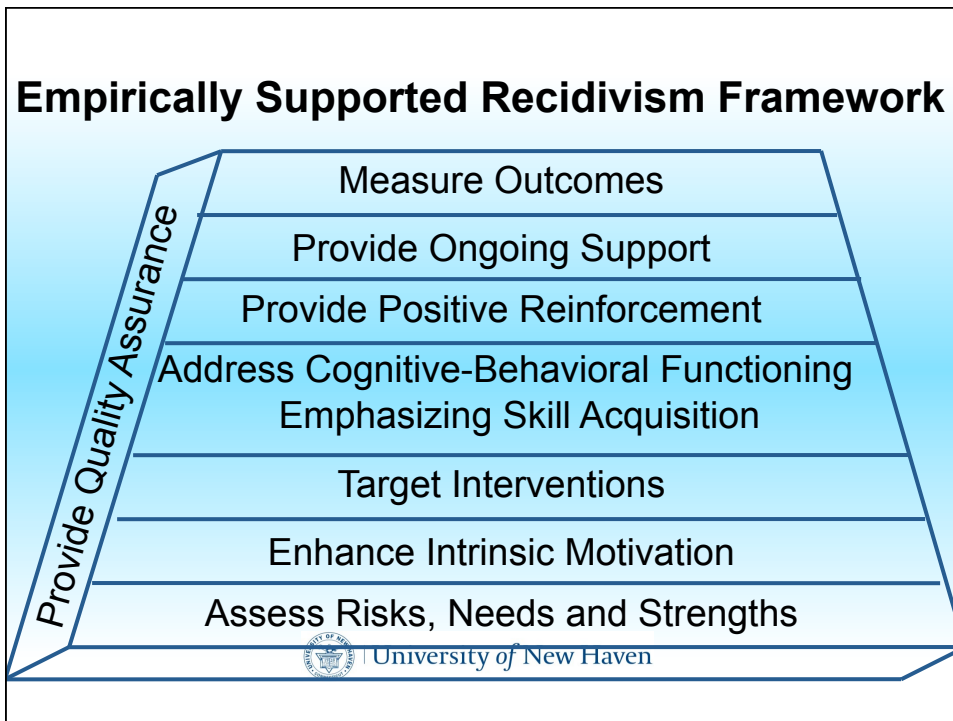 Empirically Supported Recidivism Framework
Measure Outcomes
Provide Ongoing Support
Provide Positive Reinforcement
Address Cognitive-Behavioral Functioning
Emphasizing Skill Acquisition
Target Interventions
Enhance Intrinsic Motivation
Assess Risks, Needs and Strengths
Provide Quality Assurance
University of New Haven